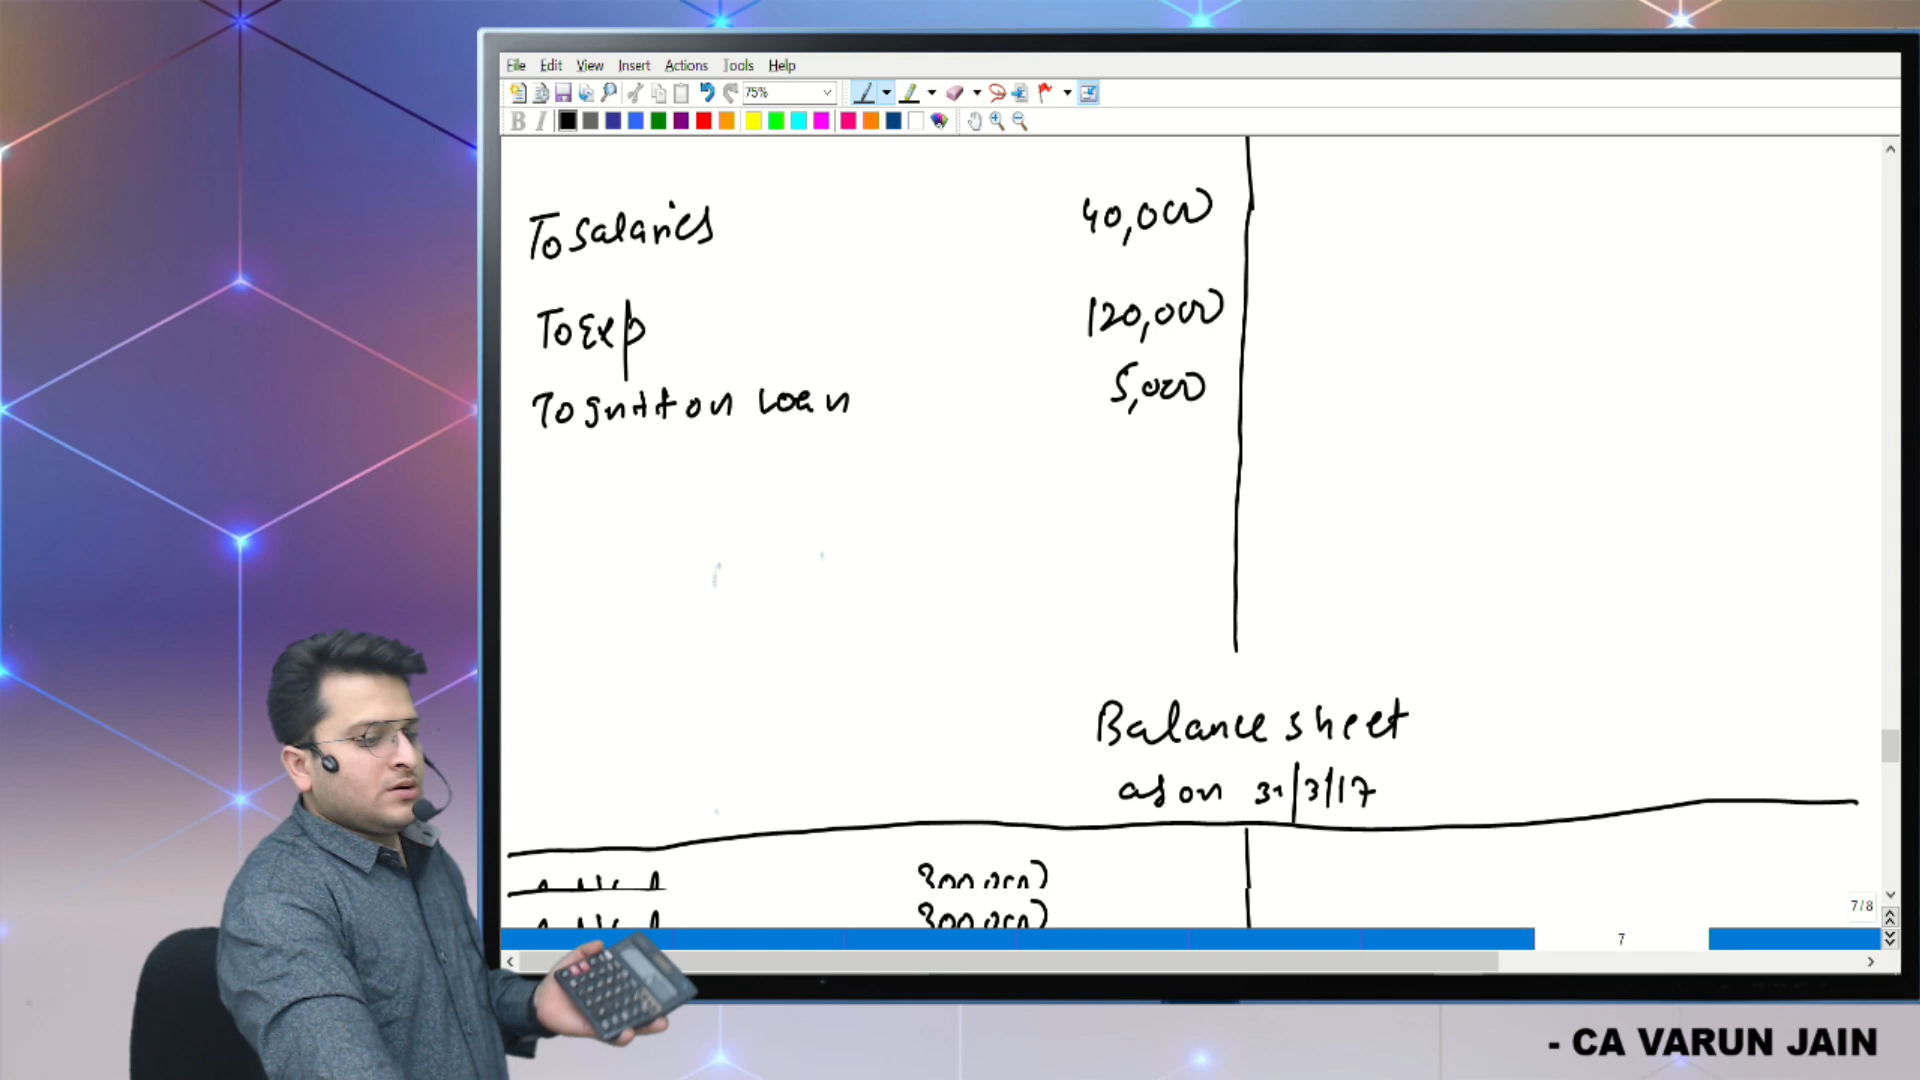 File Edit View Insert Actions Tools Help
75%
B I
To Salaries 40,000
To Exp 120,000
To Intt on Loan 5,000
Balance sheet
as on 31/3/17
300,000
300,000
7/8
7
- CA VARUN JAIN